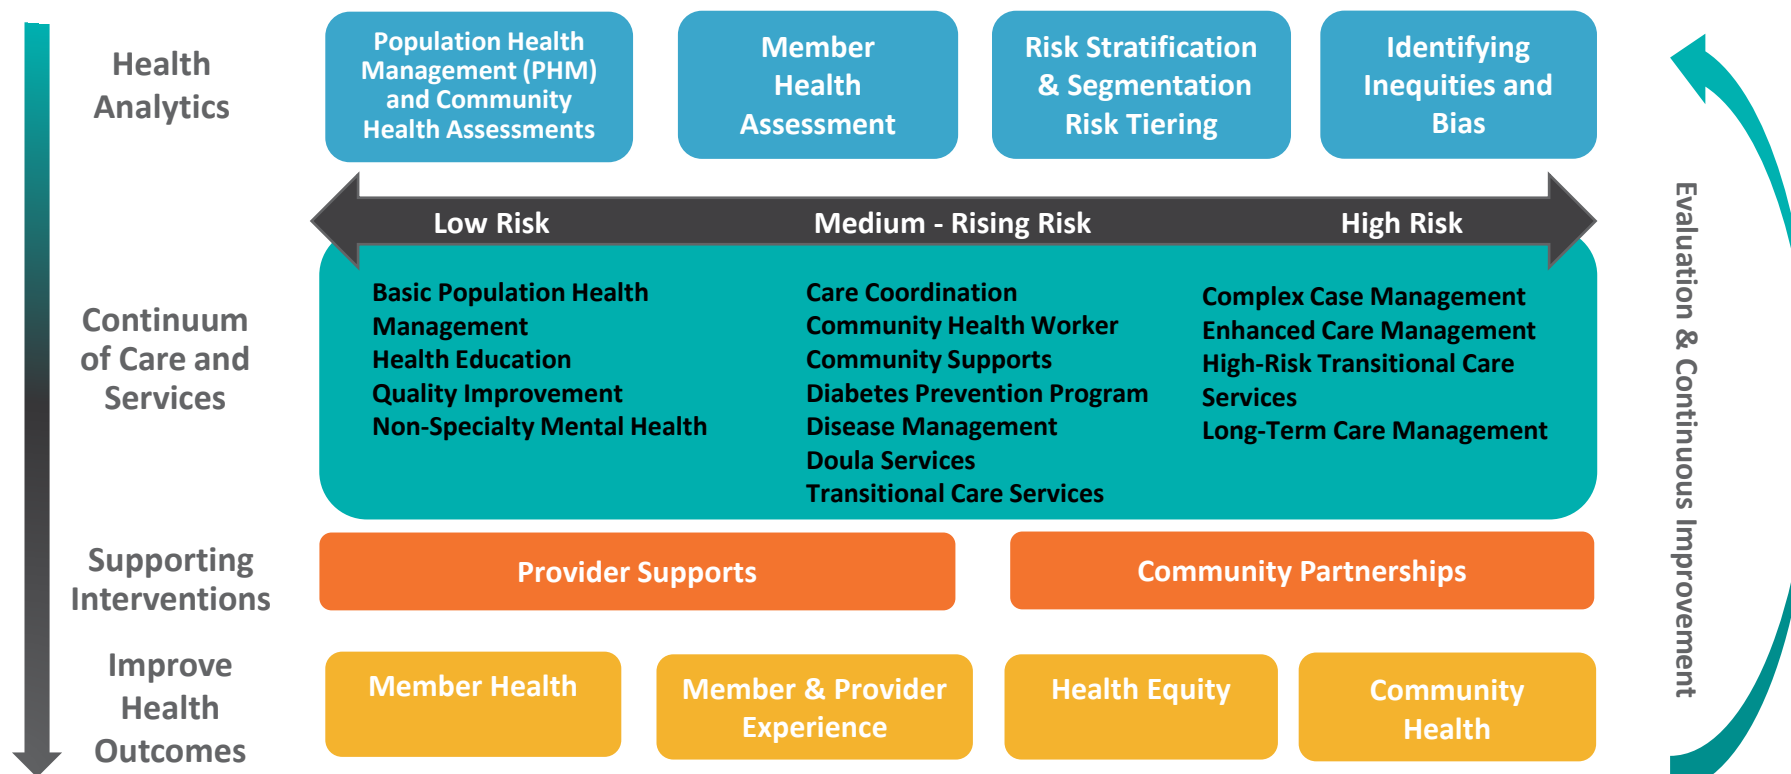 Health
Analytics
Population Health
Management (PHM)
and Community
Health Assessments
Member
Health
Assessment
Risk Stratification
& Segmentation
Risk Tiering
Identifying
Inequities and
Bias
Low Risk
Medium - Rising Risk
High Risk
Continuum
of Care and
Services
Basic Population Health
Management
Health Education
Quality Improvement
Non-Specialty Mental Health
Care Coordination
Community Health Worker
Community Supports
Diabetes Prevention Program
Disease Management
Doula Services
Transitional Care Services
Complex Case Management
Enhanced Care Management
High-Risk Transitional Care
Services
Long-Term Care Management
Supporting
Interventions
Provider Supports
Community Partnerships
Improve
Health
Outcomes
Member Health
Member & Provider
Experience
Health Equity
Community
Health
Evaluation & Continuous Improvement